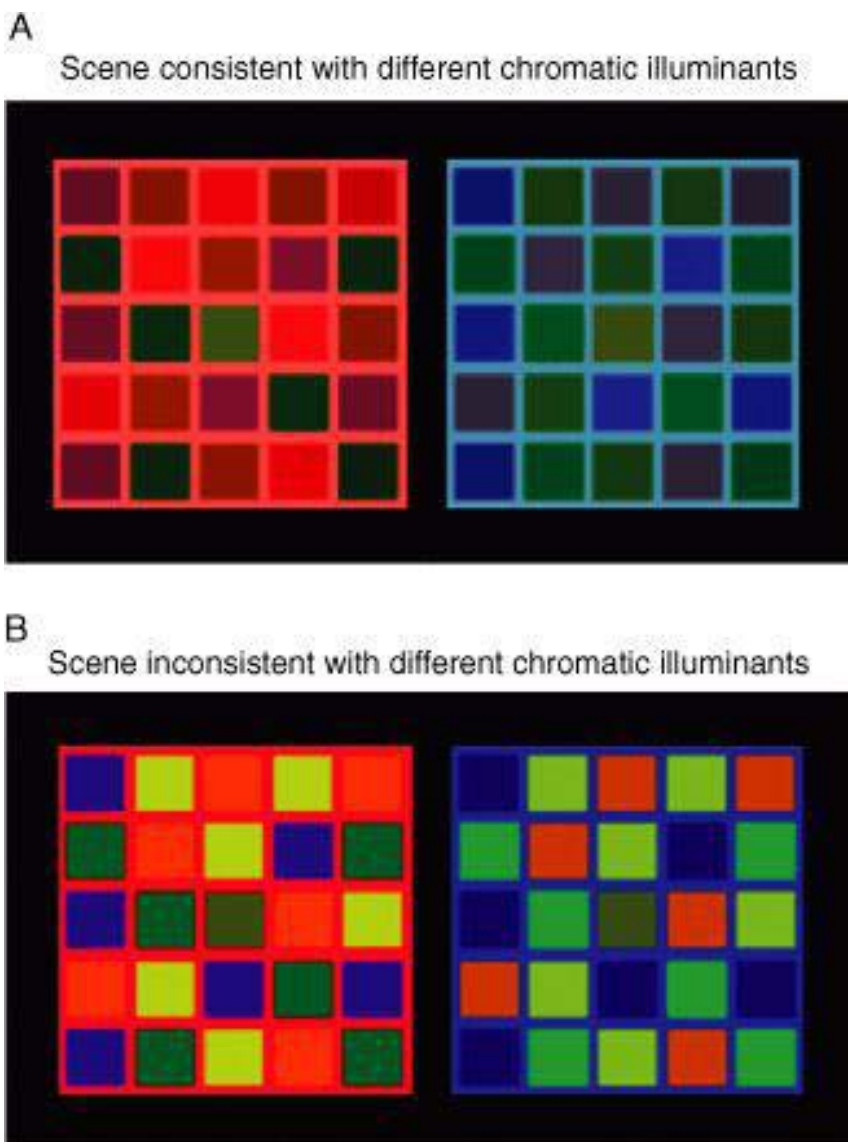 A
Scene consistent with different chromatic illuminants
B
Scene inconsistent with different chromatic illuminants